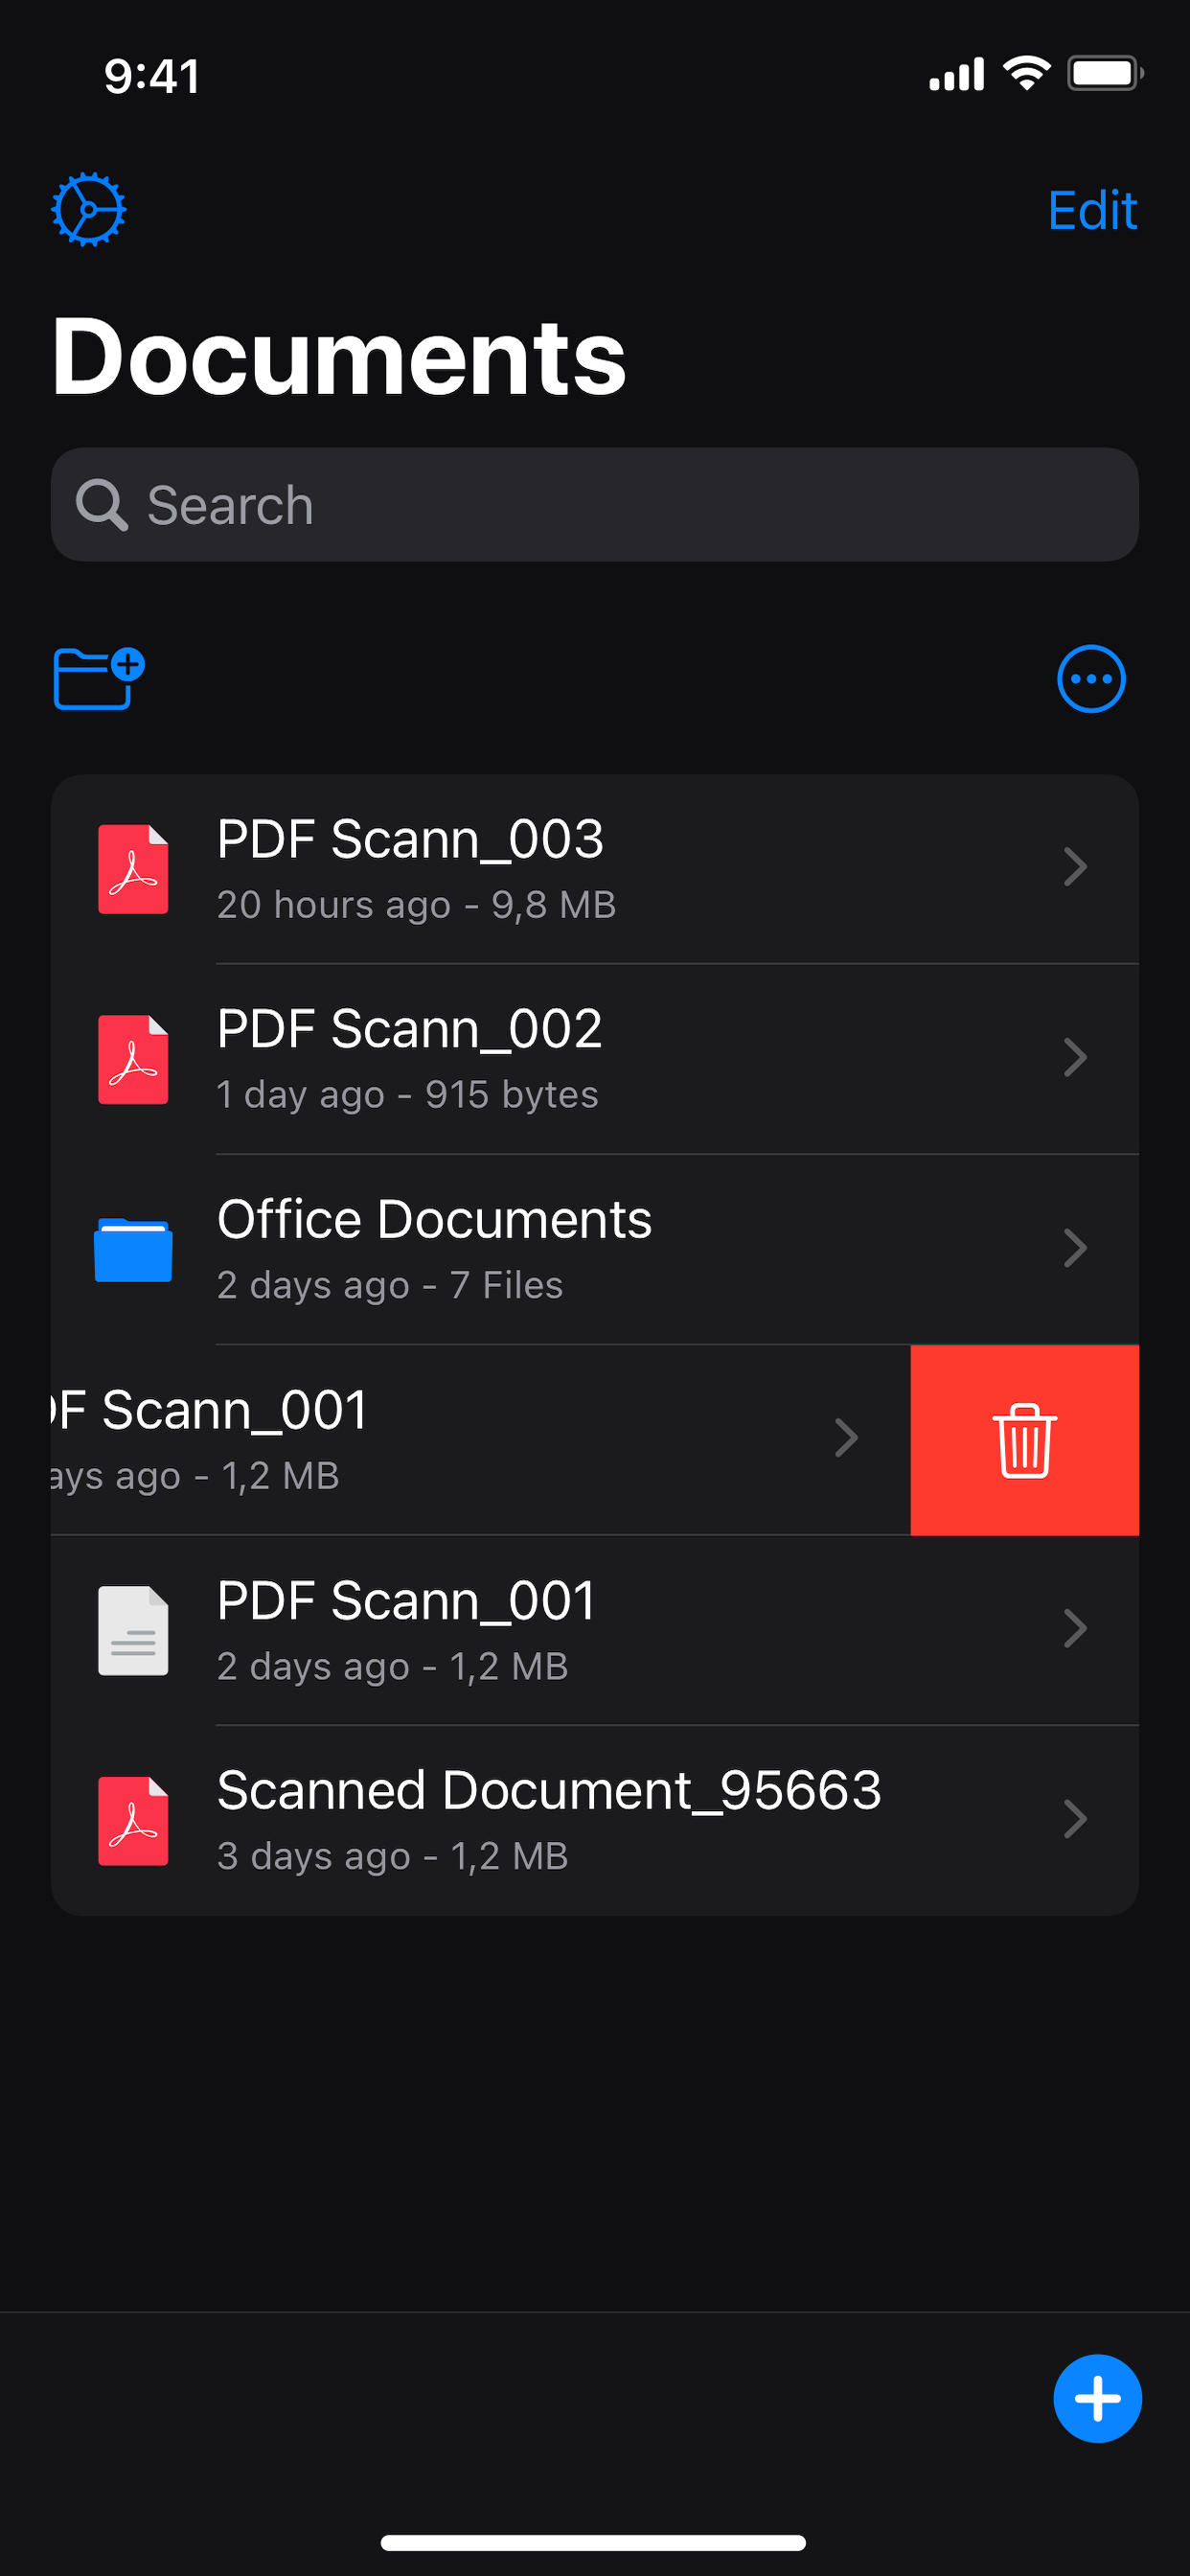 9:41
Edit
Documents
Search
PDF Scann_003
20 hours ago - 9,8 MB
PDF Scann_002
1 day ago - 915 bytes
Office Documents
2 days ago - 7 Files
F Scann_001
ays ago - 1,2 MB
PDF Scann_001
2 days ago - 1,2 MB
Scanned Document_95663
3 days ago - 1,2 MB